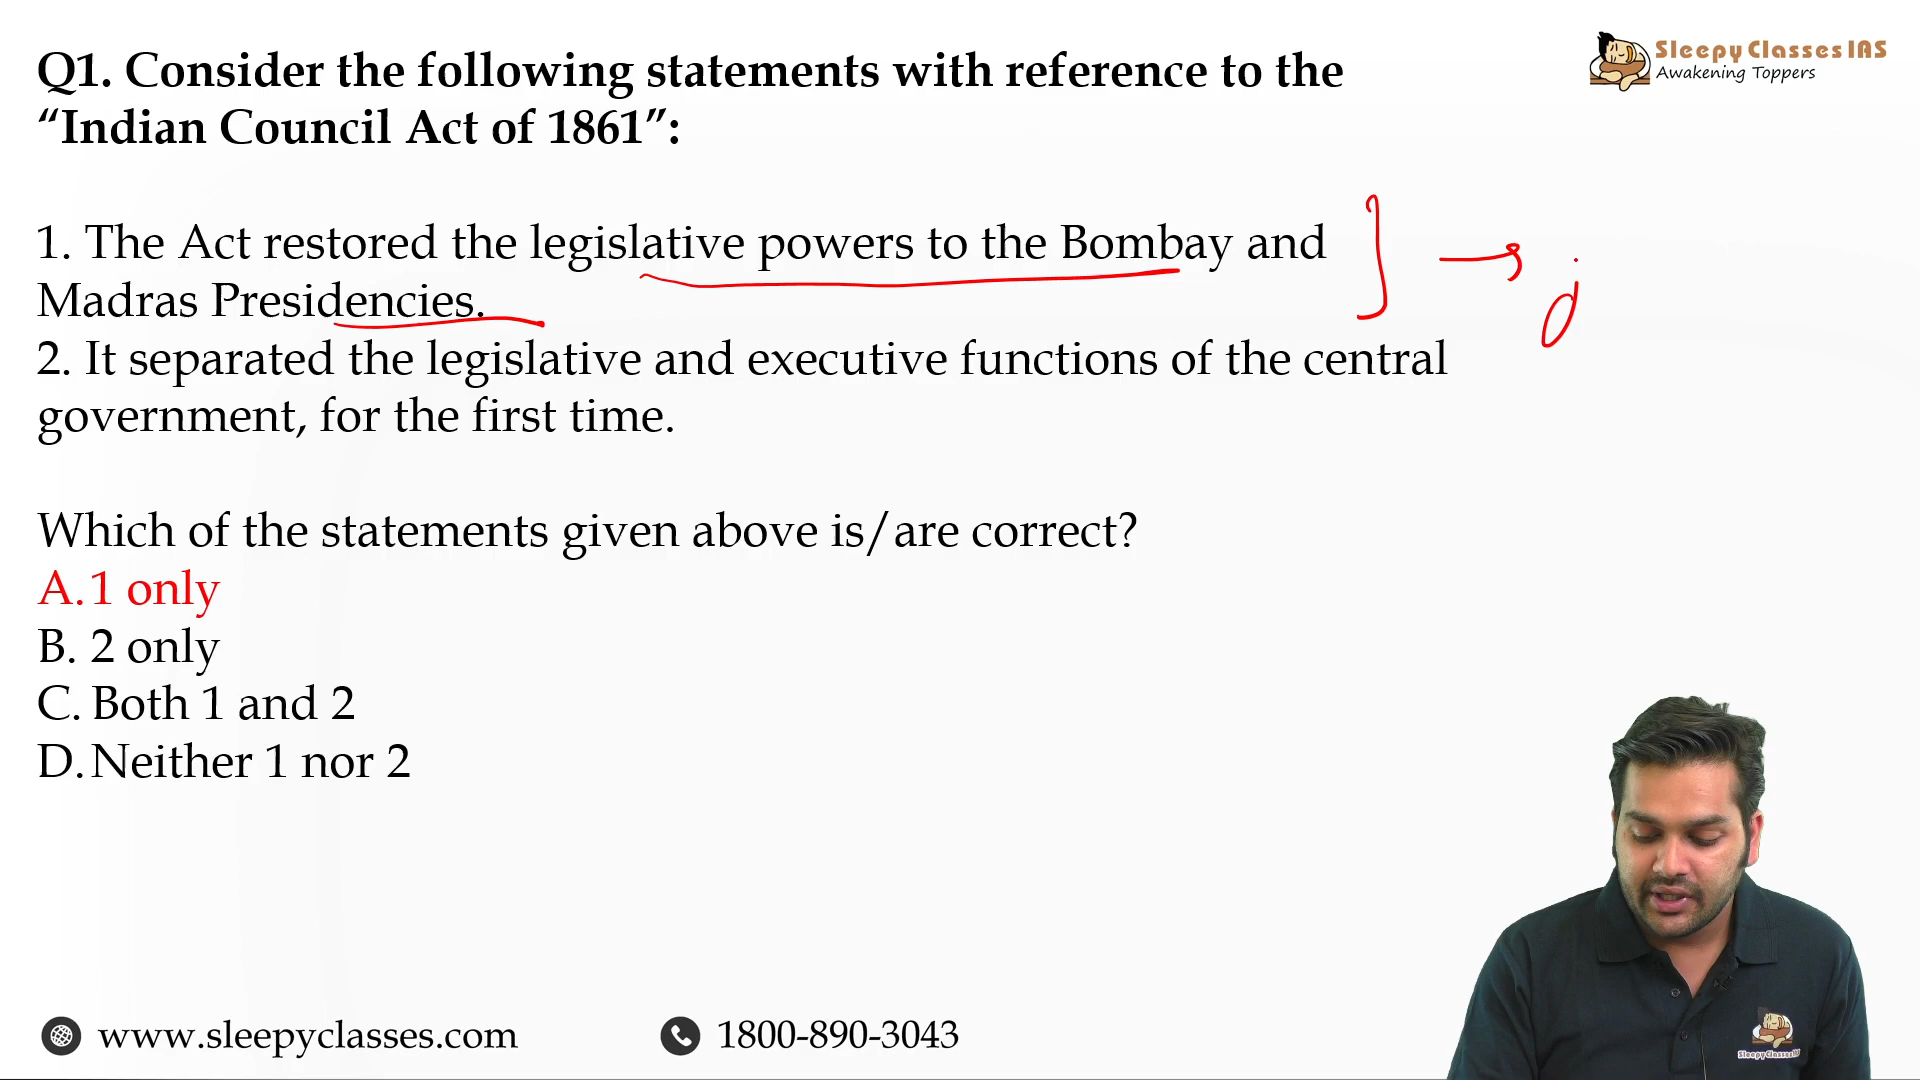 Q1. Consider the following statements with reference to the
“Indian Council Act of 1861”:
Sleepy Classes IAS
Awakening Toppers
1. The Act restored the legislative powers to the Bombay and
Madras Presidencies.
2. It separated the legislative and executive functions of the central
government, for the first time.
Which of the statements given above is/are correct?
A. 1 only
B. 2 only
C. Both 1 and 2
D. Neither 1 nor 2
www.sleepyclasses.com
1800-890-3043